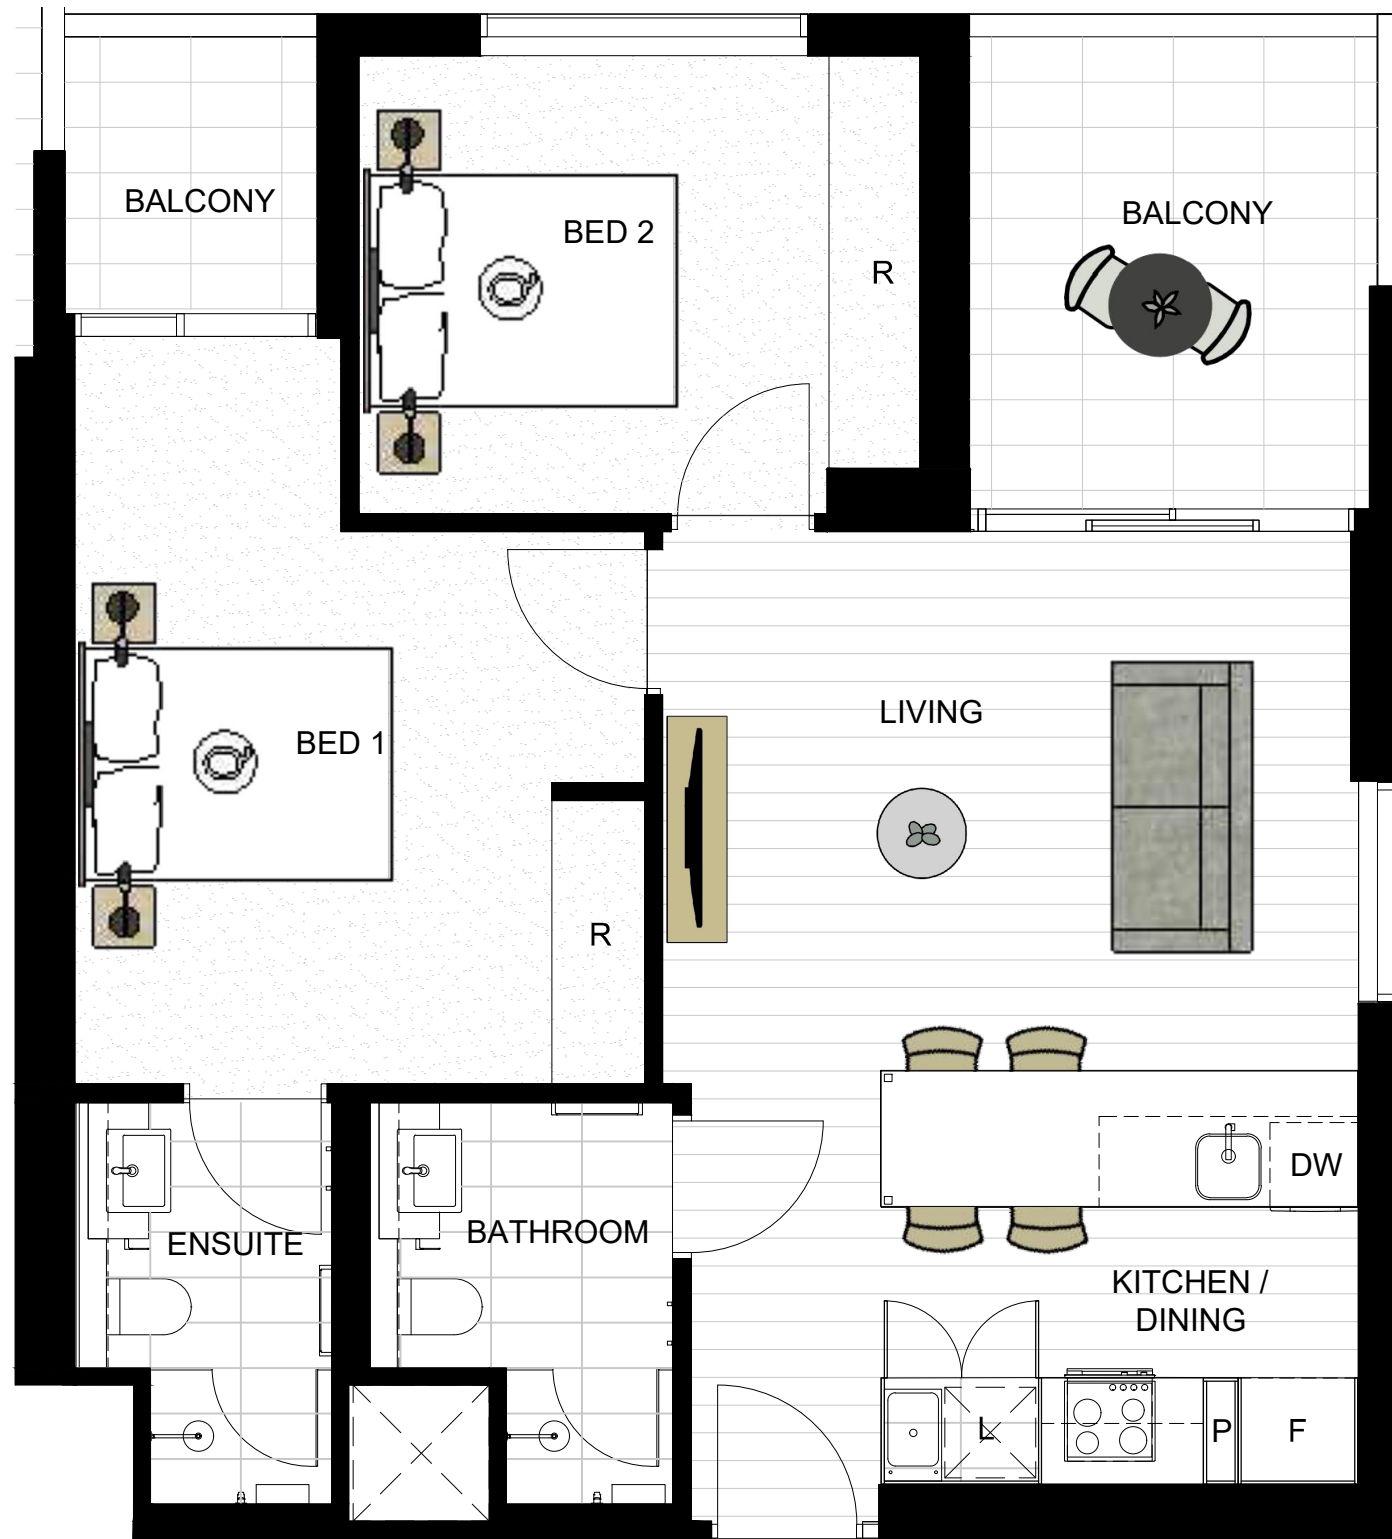 BALCONY
BED 2
BALCONY
R
LIVING
BED 1
R
DW
BATHROOM
ENSUITE
KITCHEN /
DINING
L
P
F